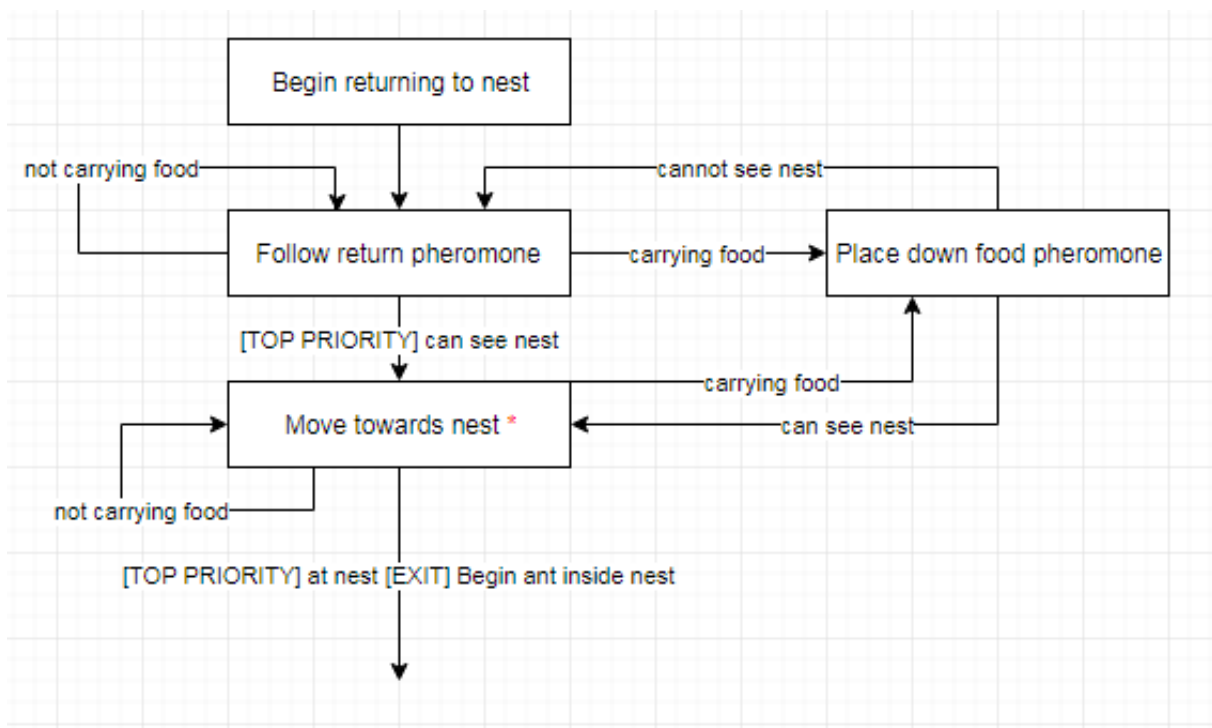 Begin returning to nest
not carrying food
cannot see nest
Follow return pheromone
carrying food
Place down food pheromone
[TOP PRIORITY] can see nest
carrying food
Move towards nest *
can see nest
not carrying food
[TOP PRIORITY] at nest [EXIT] Begin ant inside nest